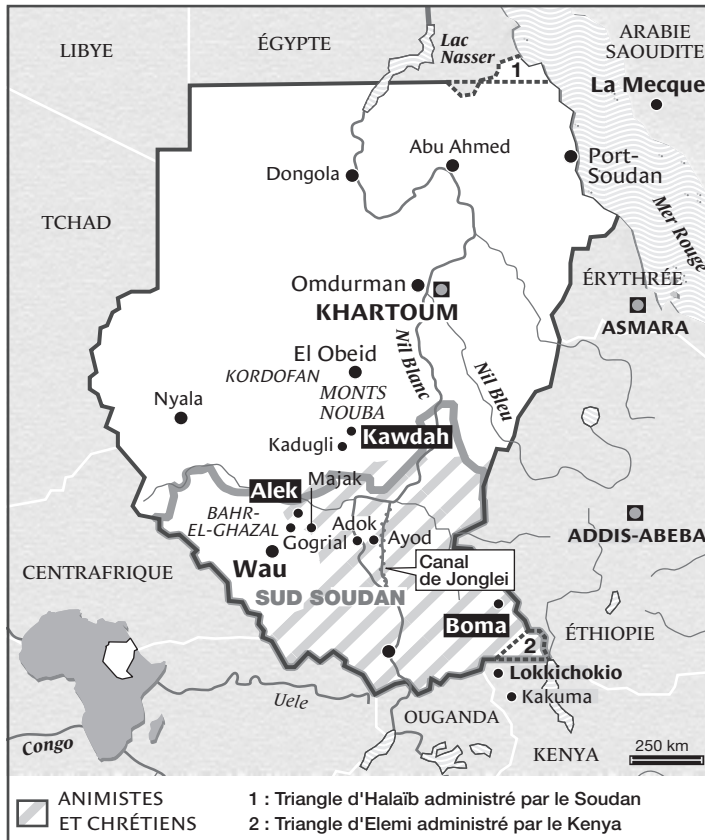 LIBYE
ÉGYPTE
Lac
Nasser
1
ARABIE
SAOUDITE
La Mecque
Abu Ahmed
Dongola
Port-
Soudan
TCHAD
Mer Rouge
Omdurman
KHARTOUM
ÉRYTHRÉE
ASMARA
El Obeid
KORDOFAN
MONTS
NOUBA
Nil Blanc
Nil Bleu
Nyala
Kadugli
Kawdah
Alek
Majak
BAHR-
EL-GHAZAL
Gogrial
Adok
Ayod
ADDIS-ABEBA
Wau
Canal
de Jonglei
CENTRAFRIQUE
SUD SOUDAN
Boma
ÉTHIOPIE
2
Lokkichokio
Kakuma
Uele
OUGANDA
Congo
KENYA
250 km
ANIMISTES
ET CHRÉTIENS
1 : Triangle d'Halaïb administré par le Soudan
2 : Triangle d'Elemi administré par le Kenya